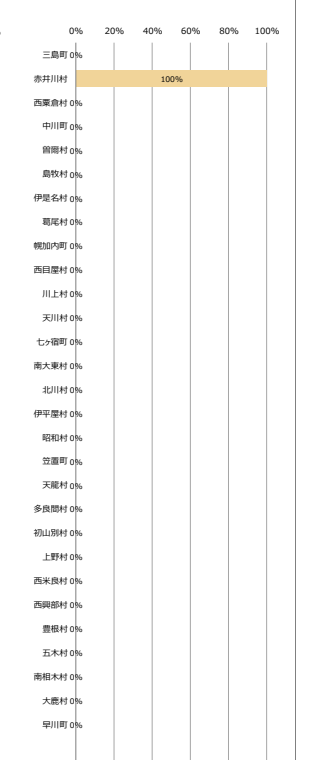 0% 20% 40% 60% 80% 100%
三島町 0%
赤井川村 100%
西粟倉村 0%
中川町 0%
曽爾村 0%
島牧村 0%
伊是名村 0%
葛尾村 0%
幌加内町 0%
西目屋村 0%
川上村 0%
天川村 0%
七ヶ宿町 0%
南大東村 0%
北川村 0%
伊平屋村 0%
昭和村 0%
笠置町 0%
天龍村 0%
多良間村 0%
初山別村 0%
上野村 0%
西米良村 0%
西興部村 0%
豊根村 0%
五木村 0%
南相木村 0%
大鹿村 0%
早川町 0%